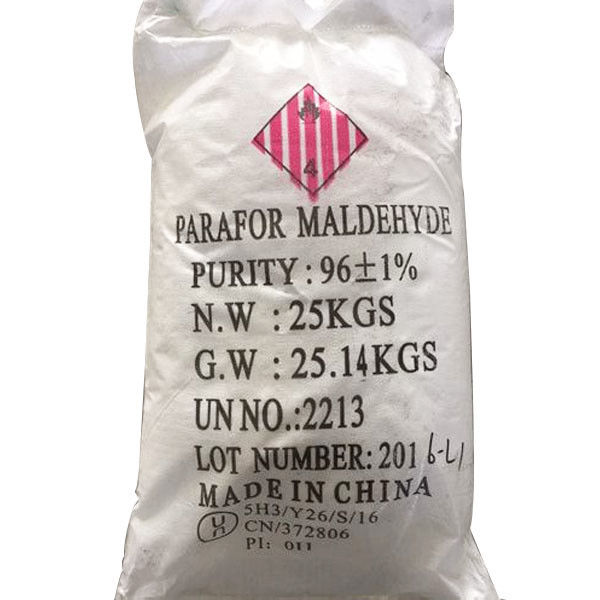 4
PARAFOR MALDEHYDE
PURITY : 96±1%
N.W : 25KGS
G.W : 25.14KGS
UN NO.:2213
LOT NUMBER: 2016-L1
MADE IN CHINA
un 5H3/Y26/S/16
CN/372806
PI: 011